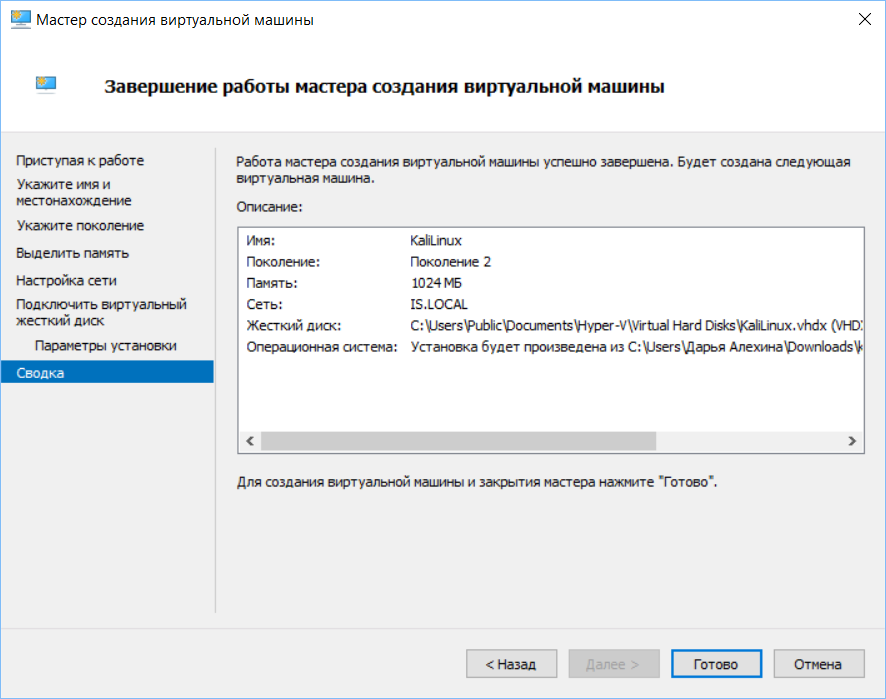 Мастер создания виртуальной машины
Завершение работы мастера создания виртуальной машины
Приступая к работе
Укажите имя и
местонахождение
Укажите поколение
Выделить память
Настройка сети
Подключить виртуальный
жесткий диск
Параметры установки
Сводка
Работа мастера создания виртуальной машины успешно завершена. Будет создана следующая
виртуальная машина.
Описание:
Имя: KaliLinux
Поколение: Поколение 2
Память: 1024 МБ
Сеть: IS.LOCAL
Жесткий диск: C:\Users\Public\Documents\Hyper-V\Virtual Hard Disks\KaliLinux.vhdx (VHD
Операционная система: Установка будет произведена из C:\Users\Дарья Алехина\Downloads\k
Для создания виртуальной машины и закрытия мастера нажмите "Готово".
< Назад
Далее >
Готово
Отмена